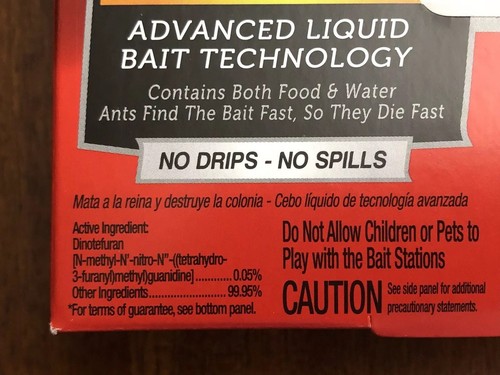 ADVANCED LIQUID
BAIT TECHNOLOGY
Contains Both Food & Water
Ants Find The Bait Fast, So They Die Fast
NO DRIPS - NO SPILLS
Mata a la reina y destruye la colonia - Cebo líquido de tecnología avanzada
Active Ingredient:
Dinotefuran
[N-methyl-N'-nitro-N"-((tetrahydro-
3-furanyl)methyl)guanidine]...........0.05%
Other Ingredients.......................99.95%
*For terms of guarantee, see bottom panel.
Do Not Allow Children or Pets to
Play with the Bait Stations
CAUTION See side panel for additional
precautionary statements.